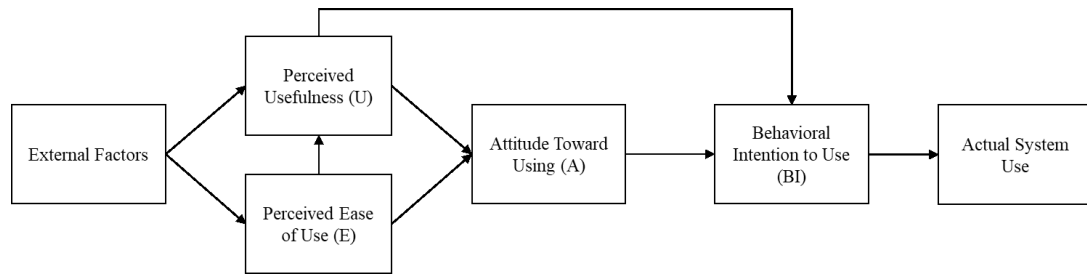 External Factors
Perceived
Usefulness (U)
Perceived Ease
of Use (E)
Attitude Toward
Using (A)
Behavioral
Intention to Use
(BI)
Actual System
Use